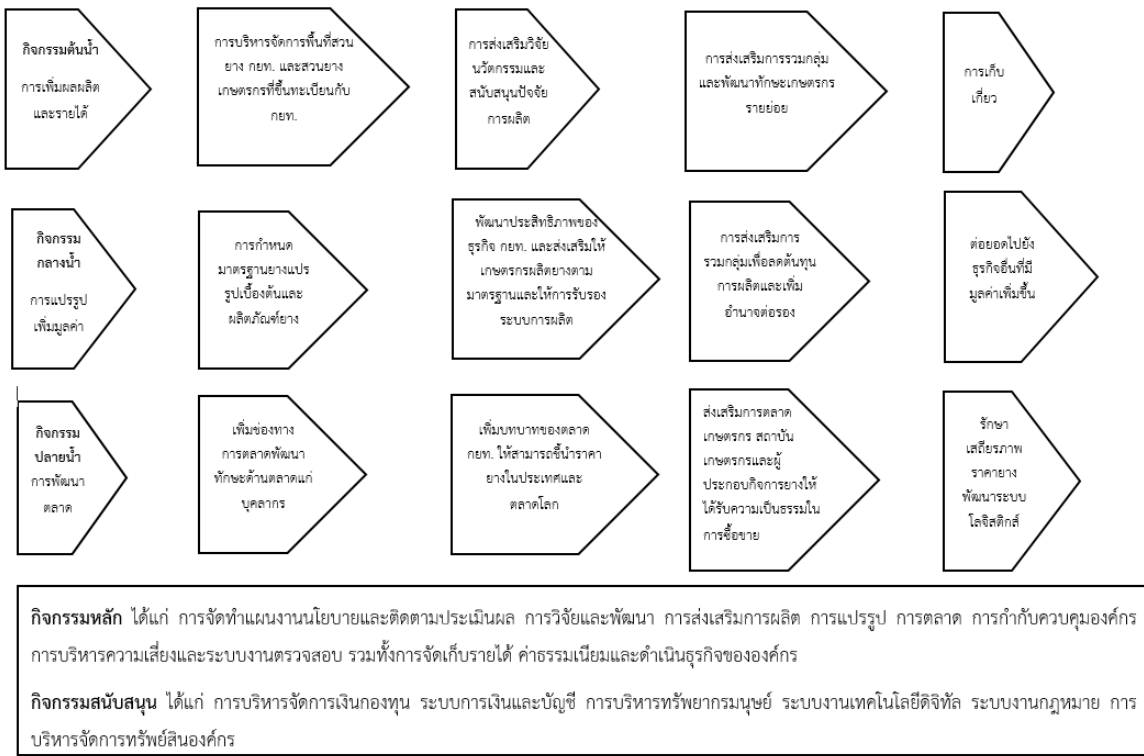 กิจกรรมต้นน้ำ
การเพิ่มผลผลิต
และรายได้
การบริหารจัดการพื้นที่สวน
ยาง กยท. และสวนยาง
เกษตรกรที่ขึ้นทะเบียนกับ
กยท.
การส่งเสริมวิจัย
นวัตกรรมและ
สนับสนุนปัจจัย
การผลิต
การส่งเสริมการรวมกลุ่ม
และพัฒนาทักษะเกษตรกร
รายย่อย
การเก็บ
เกี่ยว
กิจกรรม
กลางน้ำ
การแปรรูป
เพิ่มมูลค่า
การกำหนด
มาตรฐานยางแปร
รูปเบื้องต้นและ
ผลิตภัณฑ์ยาง
พัฒนาประสิทธิภาพของ
ธุรกิจ กยท. และส่งเสริมให้
เกษตรกรผลิตยางตาม
มาตรฐานและให้การรับรอง
ระบบการผลิต
การส่งเสริมการ
รวมกลุ่มเพื่อลดต้นทุน
การผลิตและเพิ่ม
อำนาจต่อรอง
ต่อยอดไปยัง
ธุรกิจอื่นที่มี
มูลค่าเพิ่มขึ้น
กิจกรรม
ปลายน้ำ
การพัฒนา
ตลาด
เพิ่มช่องทาง
การตลาดพัฒนา
ทักษะด้านตลาดแก่
บุคลากร
เพิ่มบทบาทของตลาด
กยท. ให้สามารถชี้นำราคา
ยางในประเทศและ
ตลาดโลก
ส่งเสริมการตลาด
เกษตรกร สถาบัน
เกษตรกรและผู้
ประกอบกิจการยางให้
ได้รับความเป็นธรรมใน
การซื้อขาย
รักษา
เสถียรภาพ
ราคายาง
พัฒนาระบบ
โลจิสติกส์
กิจกรรมหลัก ได้แก่ การจัดทำแผนงานนโยบายและติดตามประเมินผล การวิจัยและพัฒนา การส่งเสริมการผลิต การแปรรูป การตลาด การกำกับควบคุมองค์กร
การบริหารความเสี่ยงและระบบงานตรวจสอบ รวมทั้งการจัดเก็บรายได้ ค่าธรรมเนียมและดำเนินธุรกิจขององค์กร
กิจกรรมสนับสนุน ได้แก่ การบริหารจัดการเงินกองทุน ระบบการเงินและบัญชี การบริหารทรัพยากรมนุษย์ ระบบงานเทคโนโลยีดิจิทัล ระบบงานกฎหมาย การ
บริหารจัดการทรัพย์สินองค์กร